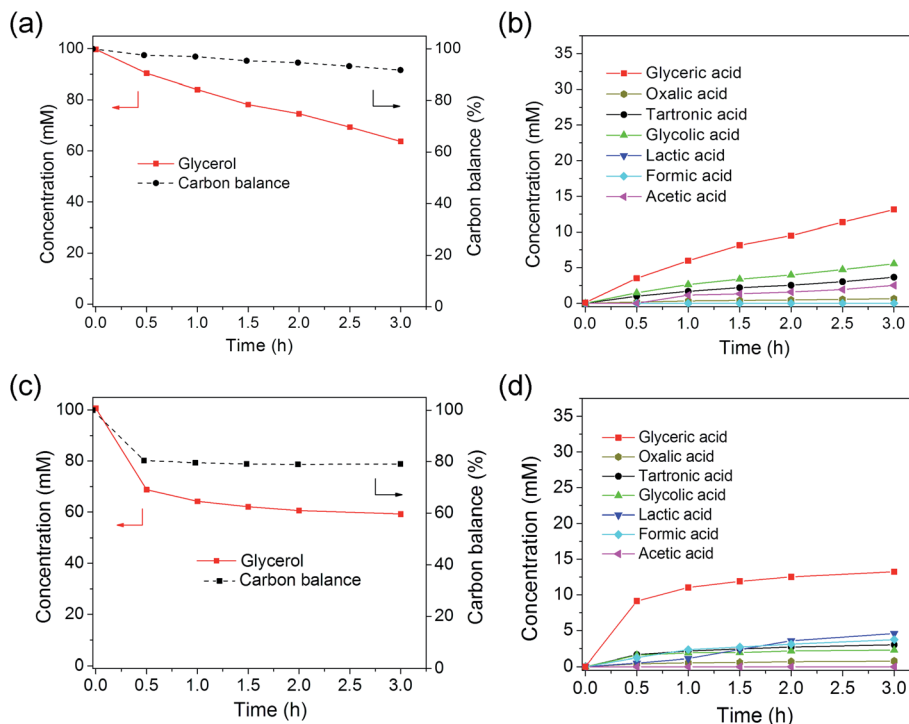 (a)
100
80
60
40
20
0
Concentration (mM)
100
80
60
40
20
0
Carbon balance (%)
Glycerol
Carbon balance
0.0 0.5 1.0 1.5 2.0 2.5 3.0
Time (h)
(b)
35
30
25
20
15
10
5
0
Concentration (mM)
Glyceric acid
Oxalic acid
Tartronic acid
Glycolic acid
Lactic acid
Formic acid
Acetic acid
0.0 0.5 1.0 1.5 2.0 2.5 3.0
Time (h)
(c)
100
80
60
40
20
0
Concentration (mM)
100
80
60
40
20
0
Carbon balance (%)
Glycerol
Carbon balance
0.0 0.5 1.0 1.5 2.0 2.5 3.0
Time (h)
(d)
35
30
25
20
15
10
5
0
Concentration (mM)
Glyceric acid
Oxalic acid
Tartronic acid
Glycolic acid
Lactic acid
Formic acid
Acetic acid
0.0 0.5 1.0 1.5 2.0 2.5 3.0
Time (h)